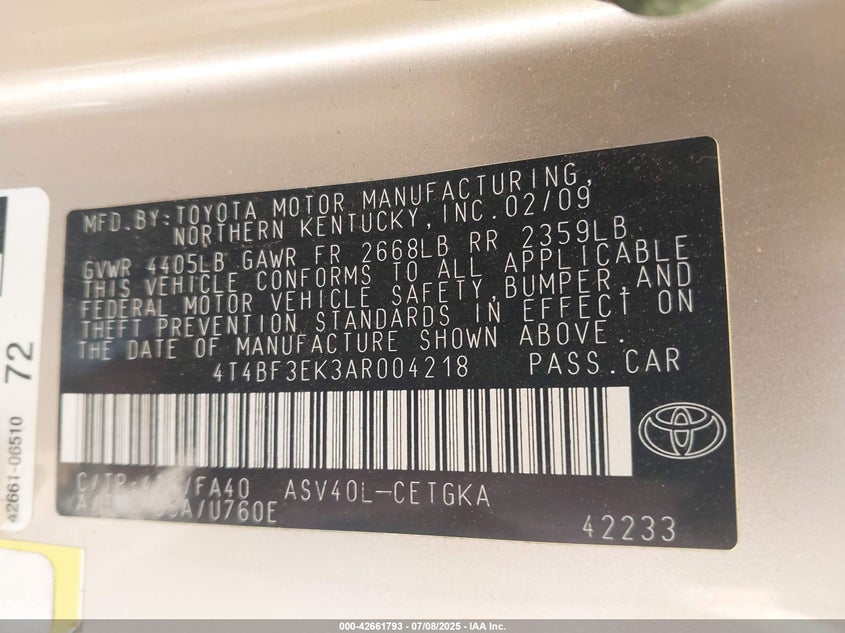 MFD.BY:TOYOTA MOTOR MANUFACTURING,
NORTHERN KENTUCKY,INC.02/09
GVWR 4405LB GAWR FR 2668LB RR 2359LB
THIS VEHICLE CONFORMS TO ALL APPLICABLE
FEDERAL MOTOR VEHICLE SAFETY,BUMPER,AND
THEFT PREVENTION STANDARDS IN EFFECT ON
THE DATE OF MANUFACTURE SHOWN ABOVE.
4T4BF3EK3AR004218 PASS.CAR
C/TR: /FA40 ASV40L-CETGKA
/U760E
42233
42661-06510 72
000-42661793 - 07/08/2025 - IAA Inc.